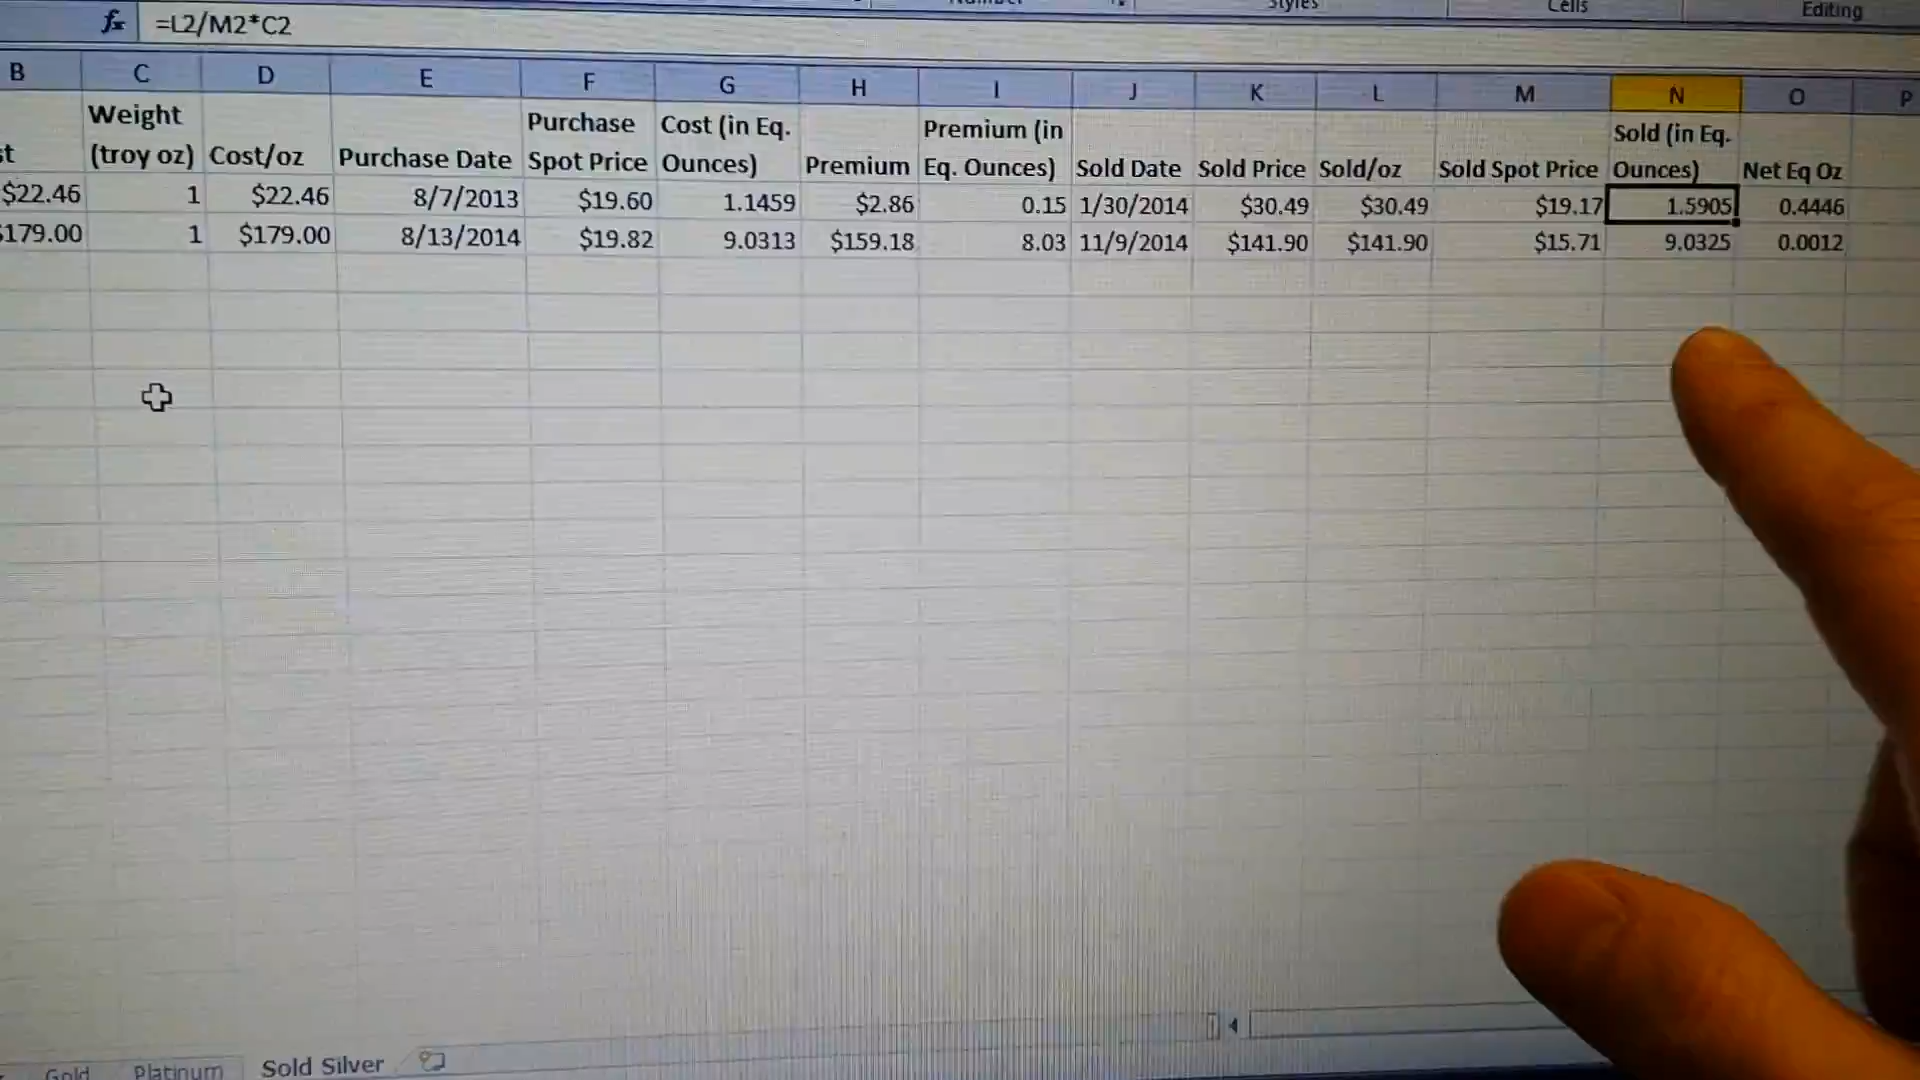 Number Styles Cells Editing
fx =L2/M2*C2
B C D E F G H I J K L M N O P
Weight Purchase Cost (in Eq. Premium (in Sold (in Eq.
st (troy oz) Cost/oz Purchase Date Spot Price Ounces) Premium Eq. Ounces) Sold Date Sold Price Sold/oz Sold Spot Price Ounces) Net Eq Oz
$22.46 1 $22.46 8/7/2013 $19.60 1.1459 $2.86 0.15 1/30/2014 $30.49 $30.49 $19.17 1.5905 0.4446
$179.00 1 $179.00 8/13/2014 $19.82 9.0313 $159.18 8.03 11/9/2014 $141.90 $141.90 $15.71 9.0325 0.0012
Gold Platinum Sold Silver